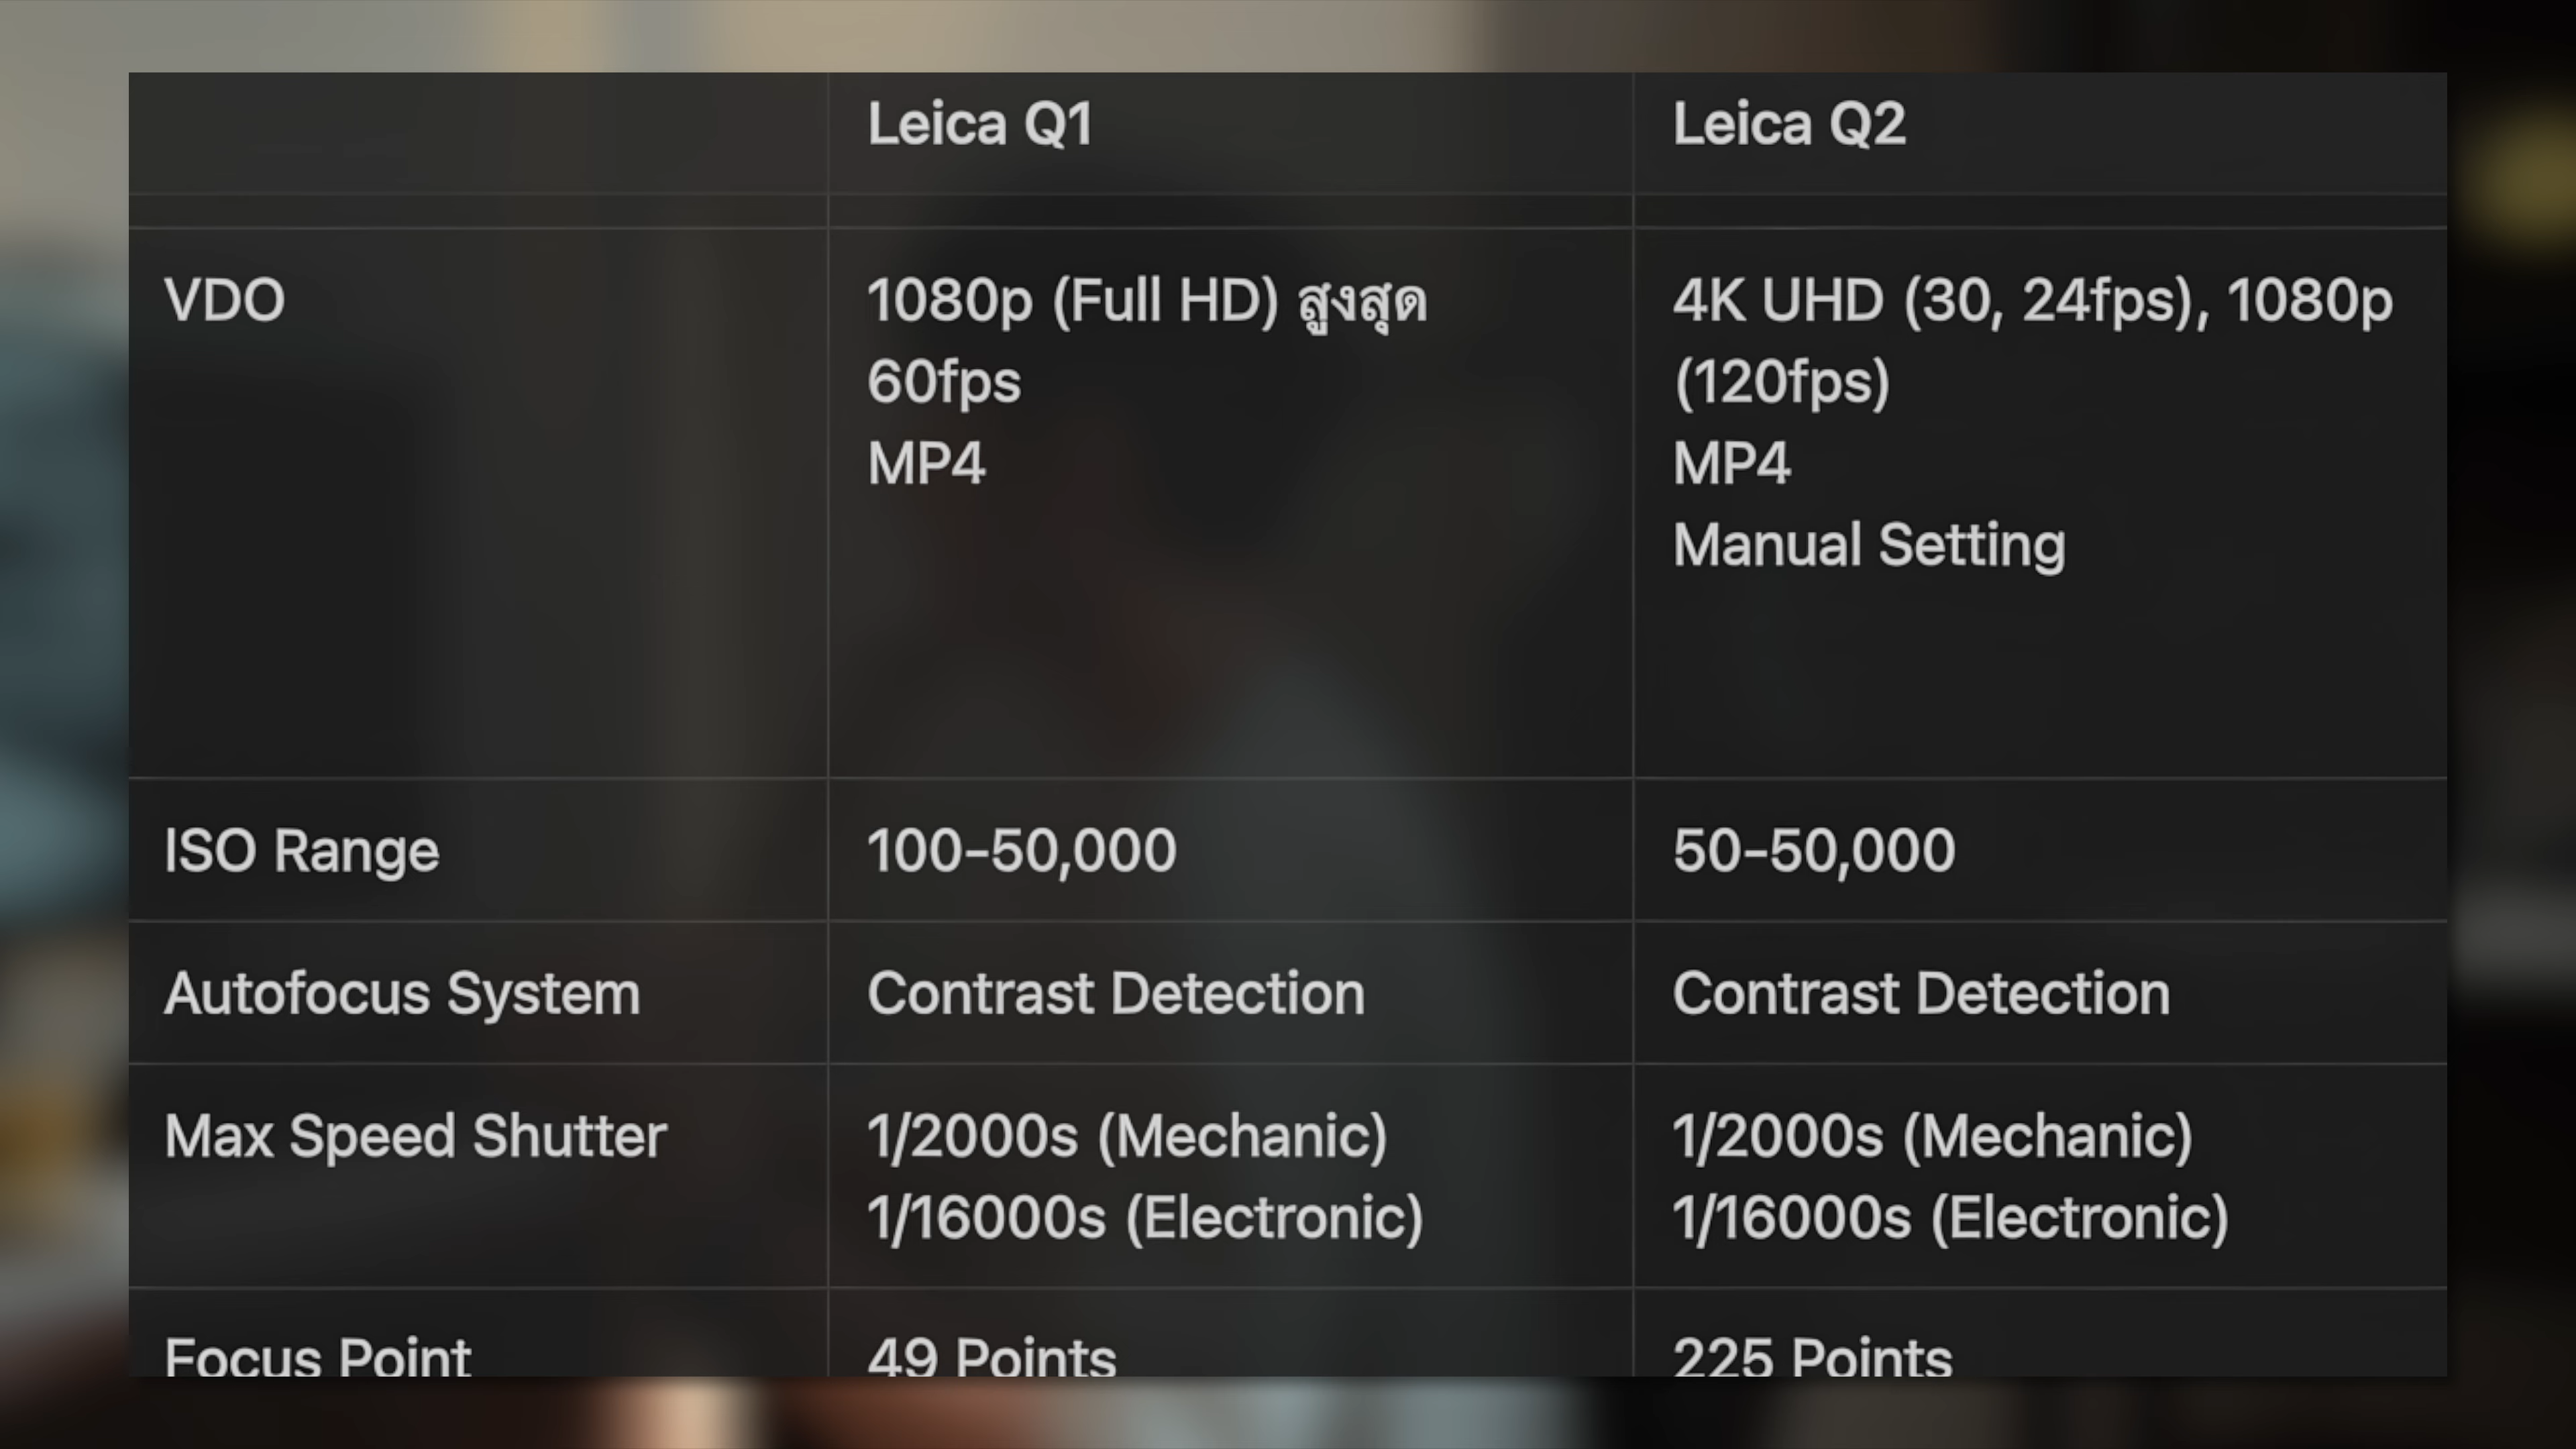 Leica Q1
Leica Q2
VDO
1080p (Full HD) สูงสุด
60fps
MP4
4K UHD (30, 24fps), 1080p
(120fps)
MP4
Manual Setting
ISO Range
100-50,000
50-50,000
Autofocus System
Contrast Detection
Contrast Detection
Max Speed Shutter
1/2000s (Mechanic)
1/16000s (Electronic)
1/2000s (Mechanic)
1/16000s (Electronic)
Focus Point
49 Points
225 Points